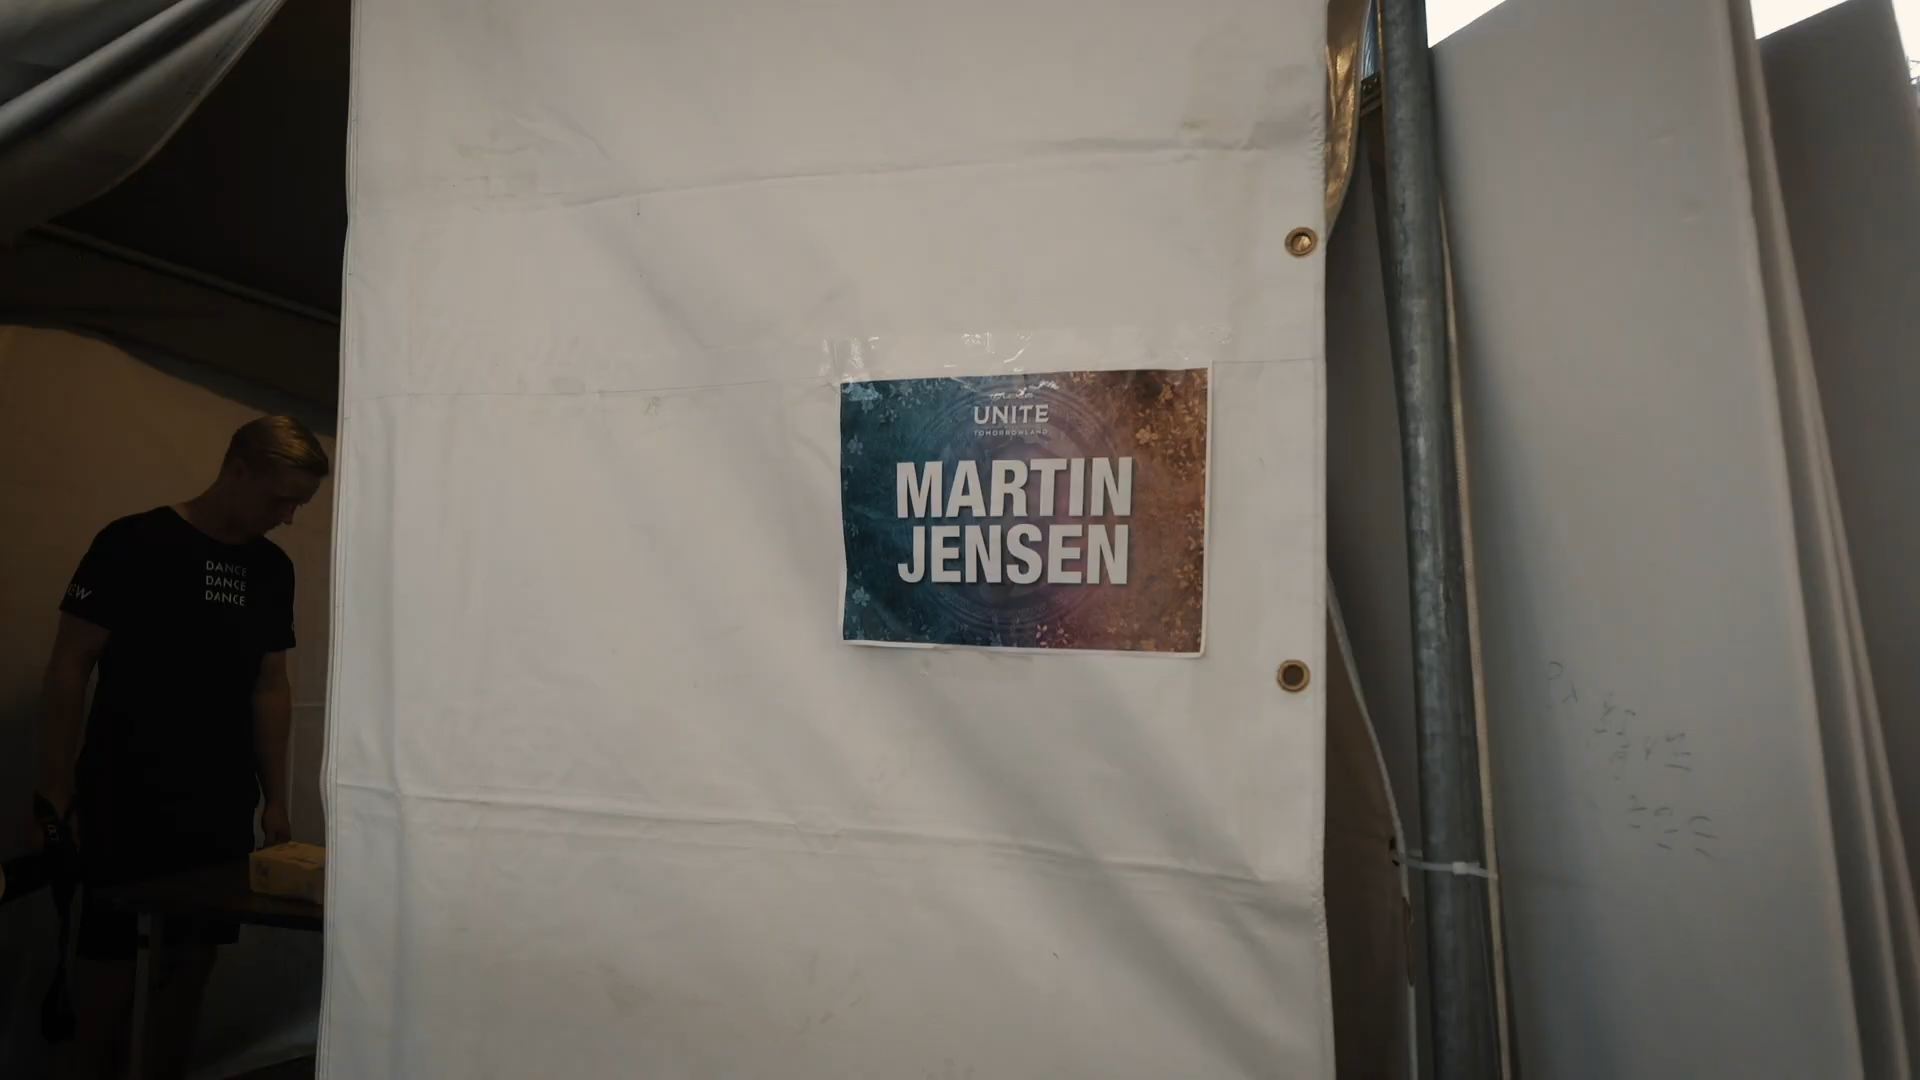 UNITE
TOMORROWLAND
MARTIN
JENSEN
DANCE
DANCE
DANCE